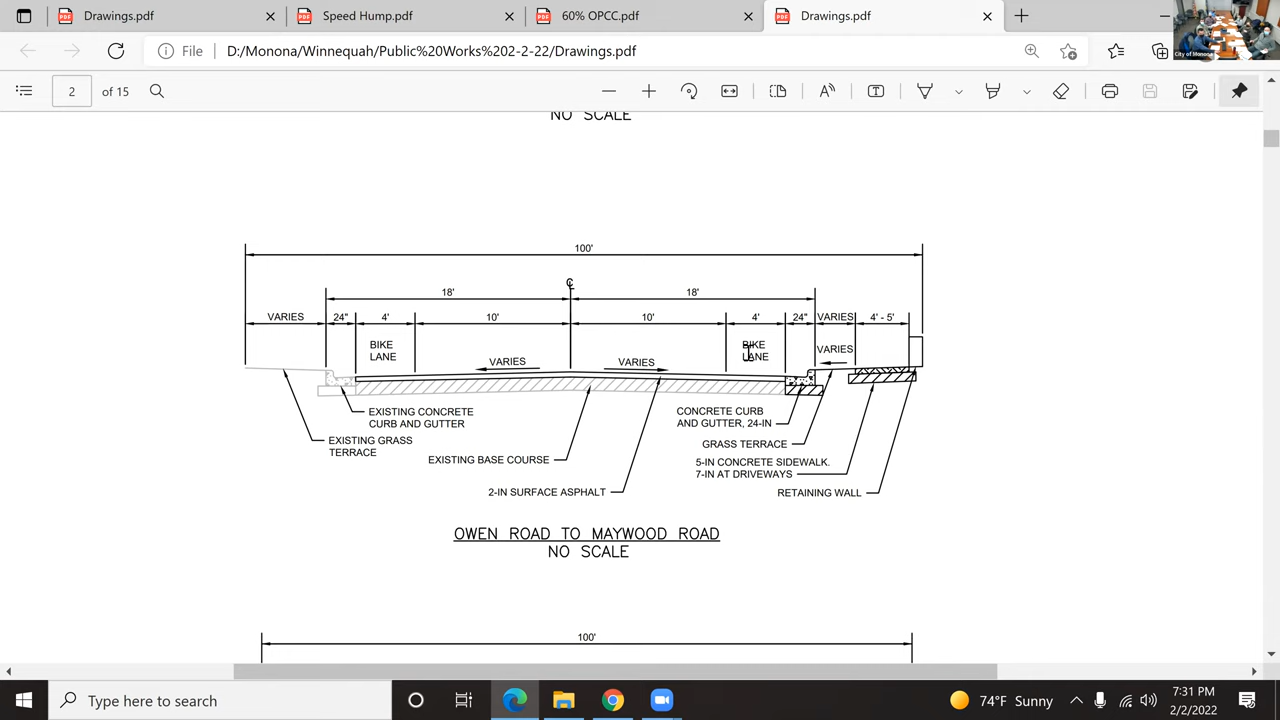 Drawings.pdf
Speed Hump.pdf
60% OPCC.pdf
Drawings.pdf
City of Monona
File
D:/Monona/Winnequah/Public%20Works%202-2-22/Drawings.pdf
2 of 15
NO SCALE
100'
℄
18'
18'
VARIES
24"
4'
10'
10'
4'
24"
VARIES
4' - 5'
BIKE
LANE
VARIES
VARIES
BIKE
LANE
VARIES
EXISTING CONCRETE
CURB AND GUTTER
EXISTING GRASS
TERRACE
EXISTING BASE COURSE
2-IN SURFACE ASPHALT
CONCRETE CURB
AND GUTTER, 24-IN
GRASS TERRACE
5-IN CONCRETE SIDEWALK.
7-IN AT DRIVEWAYS
RETAINING WALL
OWEN ROAD TO MAYWOOD ROAD
NO SCALE
100'
Type here to search
74°F Sunny
7:31 PM
2/2/2022